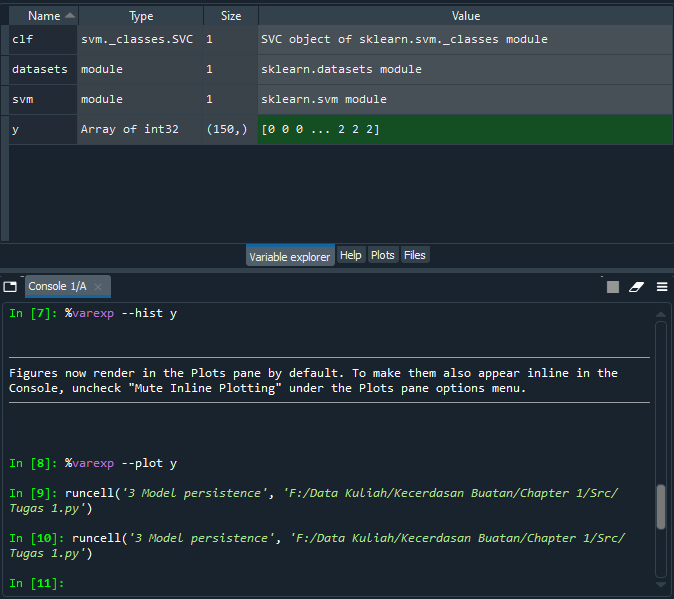 Name Type Size Value
clf svm._classes.SVC 1 SVC object of sklearn.svm._classes module
datasets module 1 sklearn.datasets module
svm module 1 sklearn.svm module
y Array of int32 (150,) [0 0 0 ... 2 2 2]
Variable explorer Help Plots Files
Console 1/A
In [7]: %varexp --hist y
Figures now render in the Plots pane by default. To make them also appear inline in the
Console, uncheck "Mute Inline Plotting" under the Plots pane options menu.
In [8]: %varexp --plot y
In [9]: runcell('3 Model persistence', 'F:/Data Kuliah/Kecerdasan Buatan/Chapter 1/Src/
Tugas 1.py')
In [10]: runcell('3 Model persistence', 'F:/Data Kuliah/Kecerdasan Buatan/Chapter 1/Src/
Tugas 1.py')
In [11]: